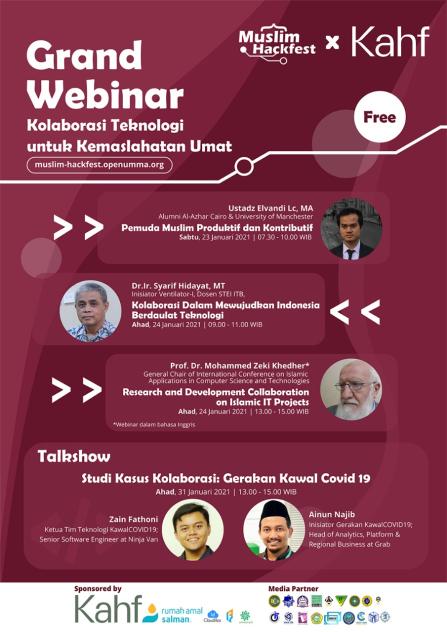 Muslim
Hackfest
x Kahf
Grand
Webinar
Kolaborasi Teknologi
untuk Kemaslahatan Umat
muslim-hackfest.openumma.org
Free
Ustadz Elvandi Lc, MA
Alumni Al-Azhar Cairo & University of Manchester
Pemuda Muslim Produktif dan Kontributif
Sabtu, 23 Januari 2021 | 07.30 - 10.00 WIB
Dr.Ir. Syarif Hidayat, MT
Inisiator Ventilator-I, Dosen STEI ITB,
Kolaborasi Dalam Mewujudkan Indonesia
Berdaulat Teknologi
Ahad, 24 Januari 2021 | 09.00 - 11.00 WIB
Prof. Dr. Mohammed Zeki Khedher*
General Chair of International Conference on Islamic
Applications in Computer Science and Technologies
Research and Development Collaboration
on Islamic IT Projects
Ahad, 24 Januari 2021 | 13.00 - 15.00 WIB
*Webinar dalam bahasa Inggris
Talkshow
Studi Kasus Kolaborasi: Gerakan Kawal Covid 19
Ahad, 31 Januari 2021 | 13.00 - 15.00 WIB
Zain Fathoni
Ketua Tim Teknologi KawalCOVID19;
Senior Software Engineer at Ninja Van
Ainun Najib
Inisiator Gerakan KawalCOVID19;
Head of Analytics, Platform &
Regional Business at Grab
Sponsored by
Kahf
rumah amal
salman
Media Partner